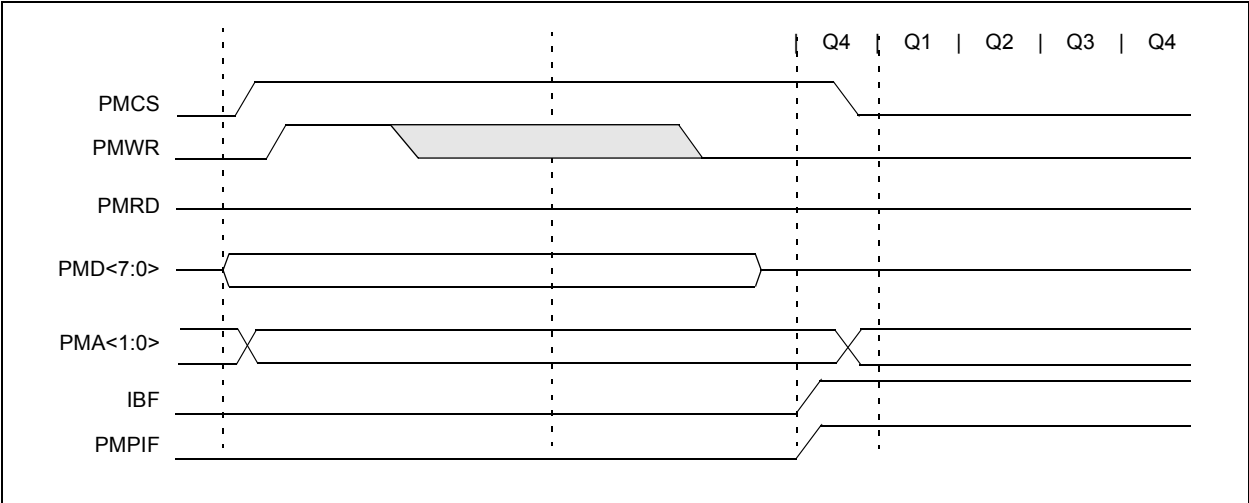 | Q4 | Q1 | Q2 | Q3 | Q4
PMCS
PMWR
PMRD
PMD<7:0>
PMA<1:0>
IBF
PMPIF